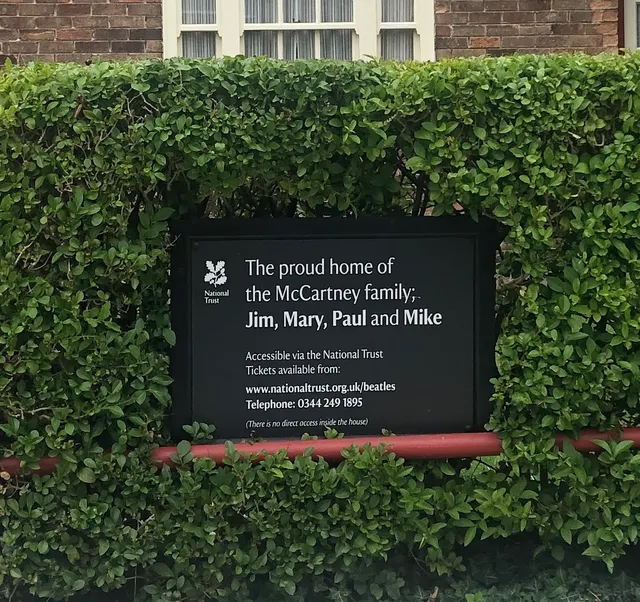 National
Trust
The proud home of
the McCartney family;
Jim, Mary, Paul and Mike
Accessible via the National Trust
Tickets available from:
www.nationaltrust.org.uk/beatles
Telephone: 0344 249 1895
(There is no direct access inside the house)